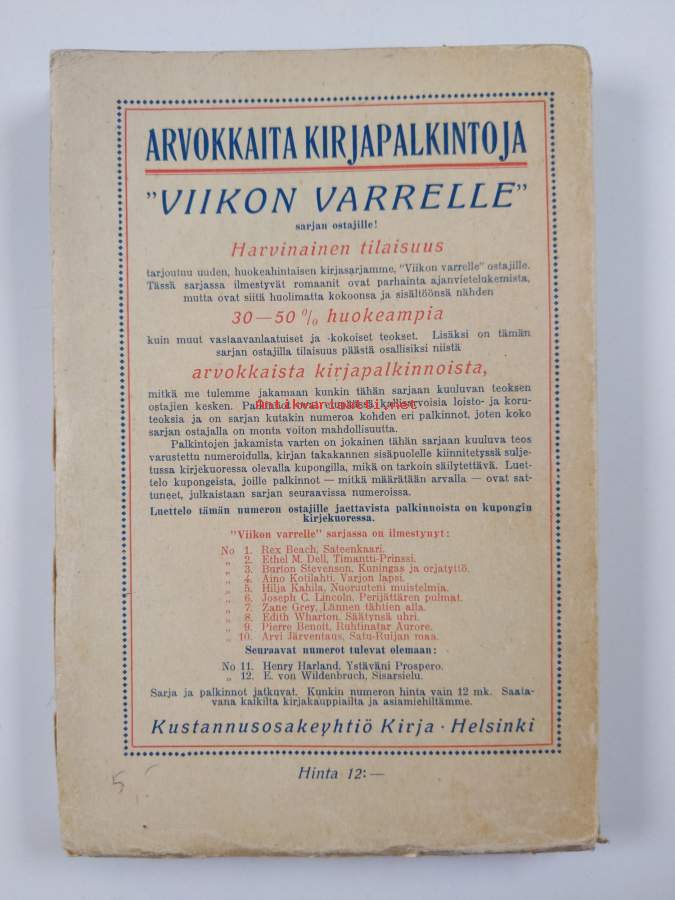 ARVOKKAITA KIRJAPALKINTOJA
"VIIKON VARRELLE"
sarjan ostajille!
Harvinainen tilaisuus
tarjoutuu uuden, huokeahintaisen kirjasarjamme, "Viikon varrelle" ostajille.
Tässä sarjassa ilmestyvät romaanit ovat parhainta ajanvietelukemista,
mutta ovat siitä huolimatta kokoonsa ja sisältöönsä nähden
30—50 % huokeampia
kuin muut vastaavanlaatuiset ja -kokoiset teokset. Lisäksi on tämän
sarjan ostajilla tilaisuus päästä osallisiksi niistä
arvokkaista kirjapalkinnoista,
mitkä me tulemme jakamaan kunkin tähän sarjaan kuuluvan teoksen
ostajien kesken. Palkinnot ovat etupäässä kallisarvoisia loisto- ja koru-
Antikvariaatti.net
teoksia ja on sarjan kutakin numeroa kohden eri palkinnot, joten koko
sarjan ostajalla on monta voiton mahdollisuutta.
Palkintojen jakamista varten on jokainen tähän sarjaan kuuluva teos
varustettu numeroidulla, kirjan takakannen sisäpuolelle kiinnitetyssä sulje-
tussa kirjekuoressa olevalla kupongilla, mikä on tarkoin säilytettävä. Luet-
telo kupongeista, joille palkinnot — mitkä määrätään arvalla — ovat sat-
tuneet, julkaistaan sarjan seuraavissa numeroissa.
Luettelo tämän numeron ostajille jaettavista palkinnoista on kupongin
kirjekuoressa.
"Viikon varrelle" sarjassa on ilmestynyt:
No 1. Rex Beach, Sateenkaari.
„ 2. Ethel M. Dell, Timantti-Prinssi.
„ 3. Burton Stevenson, Kuningas ja orjatyttö.
„ 4. Aino Kotilahti, Varjon lapsi.
„ 5. Hilja Kahila, Nuoruuteni muistelmia.
„ 6. Joseph C. Lincoln, Perijättären pulmat.
„ 7. Zane Grey, Lännen tähtien alla.
„ 8. Edith Wharton, Säätynsä uhri.
„ 9. Pierre Benoit, Ruhtinatar Aurore.
„ 10. Arvi Järventaus, Satu-Ruijan maa.
Seuraavat numerot tulevat olemaan:
No 11. Henry Harland, Ystäväni Prospero.
„ 12. E. von Wildenbruch, Sisarsielu.
Sarja ja palkinnot jatkuvat. Kunkin numeron hinta vain 12 mk. Saata-
vana kaikilta kirjakauppiailta ja asiamiehiltämme.
Kustannusosakeyhtiö Kirja - Helsinki
Hinta 12:—
5,-